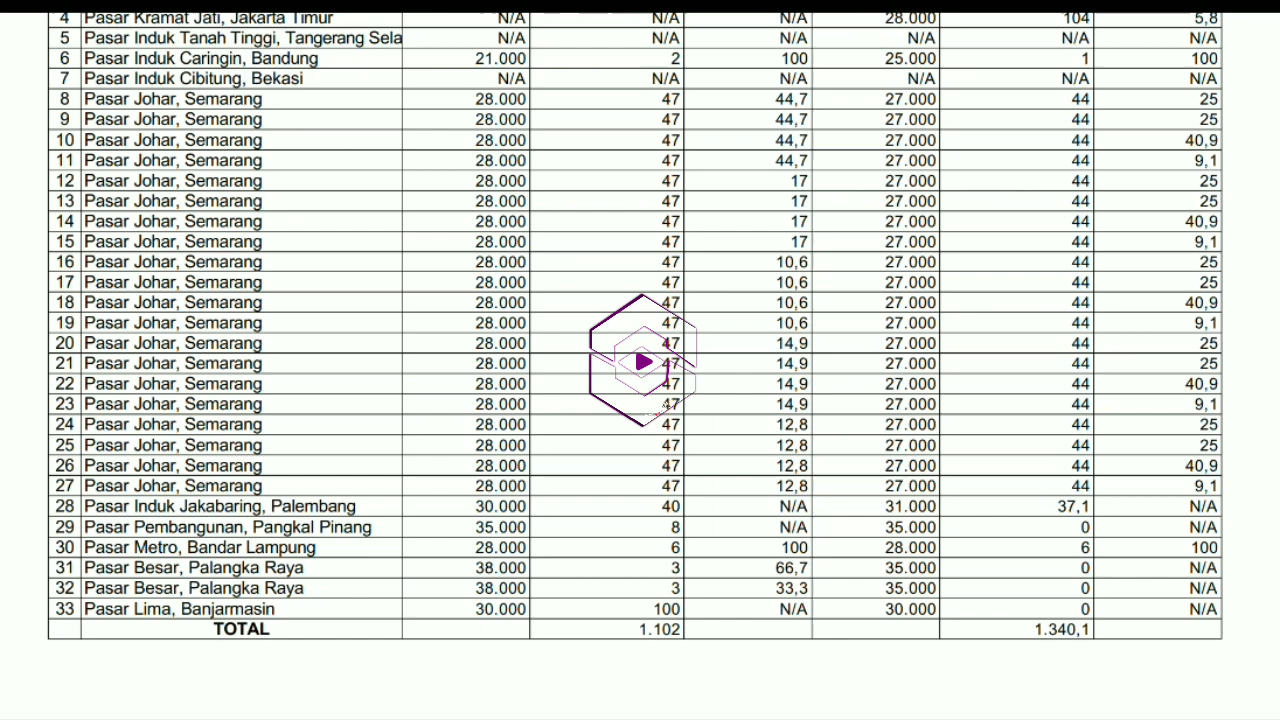 4 Pasar Kramat Jati, Jakarta Timur N/A N/A N/A 28.000 104 5,8
5 Pasar Induk Tanah Tinggi, Tangerang Sela N/A N/A N/A N/A N/A N/A
6 Pasar Induk Caringin, Bandung 21.000 2 100 25.000 1 100
7 Pasar Induk Cibitung, Bekasi N/A N/A N/A N/A N/A N/A
8 Pasar Johar, Semarang 28.000 47 44,7 27.000 44 25
9 Pasar Johar, Semarang 28.000 47 44,7 27.000 44 25
10 Pasar Johar, Semarang 28.000 47 44,7 27.000 44 40,9
11 Pasar Johar, Semarang 28.000 47 44,7 27.000 44 9,1
12 Pasar Johar, Semarang 28.000 47 17 27.000 44 25
13 Pasar Johar, Semarang 28.000 47 17 27.000 44 25
14 Pasar Johar, Semarang 28.000 47 17 27.000 44 40,9
15 Pasar Johar, Semarang 28.000 47 17 27.000 44 9,1
16 Pasar Johar, Semarang 28.000 47 10,6 27.000 44 25
17 Pasar Johar, Semarang 28.000 47 10,6 27.000 44 25
18 Pasar Johar, Semarang 28.000 47 10,6 27.000 44 40,9
19 Pasar Johar, Semarang 28.000 47 10,6 27.000 44 9,1
20 Pasar Johar, Semarang 28.000 47 14,9 27.000 44 25
21 Pasar Johar, Semarang 28.000 47 14,9 27.000 44 25
22 Pasar Johar, Semarang 28.000 47 14,9 27.000 44 40,9
23 Pasar Johar, Semarang 28.000 47 14,9 27.000 44 9,1
24 Pasar Johar, Semarang 28.000 47 12,8 27.000 44 25
25 Pasar Johar, Semarang 28.000 47 12,8 27.000 44 25
26 Pasar Johar, Semarang 28.000 47 12,8 27.000 44 40,9
27 Pasar Johar, Semarang 28.000 47 12,8 27.000 44 9,1
28 Pasar Induk Jakabaring, Palembang 30.000 40 N/A 31.000 37,1 N/A
29 Pasar Pembangunan, Pangkal Pinang 35.000 8 N/A 35.000 0 N/A
30 Pasar Metro, Bandar Lampung 28.000 6 100 28.000 6 100
31 Pasar Besar, Palangka Raya 38.000 3 66,7 35.000 0 N/A
32 Pasar Besar, Palangka Raya 38.000 3 33,3 35.000 0 N/A
33 Pasar Lima, Banjarmasin 30.000 100 N/A 30.000 0 N/A
TOTAL 1.102 1.340,1